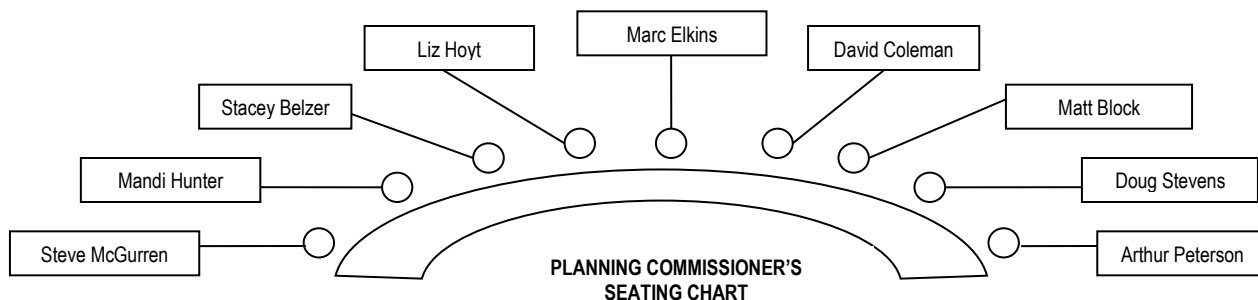 Marc Elkins
Liz Hoyt
David Coleman
Stacey Belzer
Matt Block
Mandi Hunter
Doug Stevens
Steve McGurren
Arthur Peterson
PLANNING COMMISSIONER'S
SEATING CHART